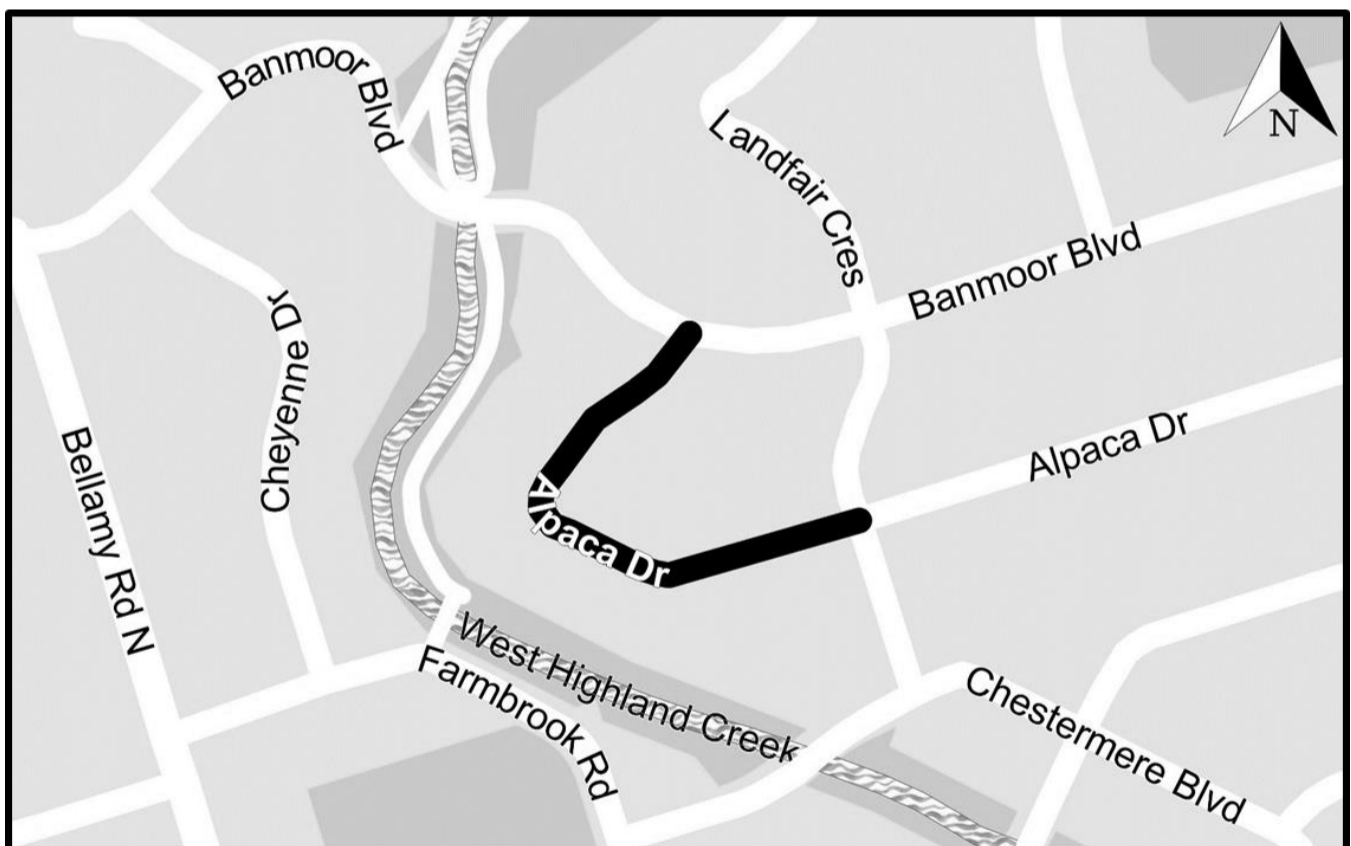 Banmoor Blvd
Landfair Cres
N
Banmoor Blvd
Cheyenne Dr
Bellamy Rd N
Alpaca Dr
Alpaca Dr
West Highland Creek
Farmbrook Rd
Chestermere Blvd